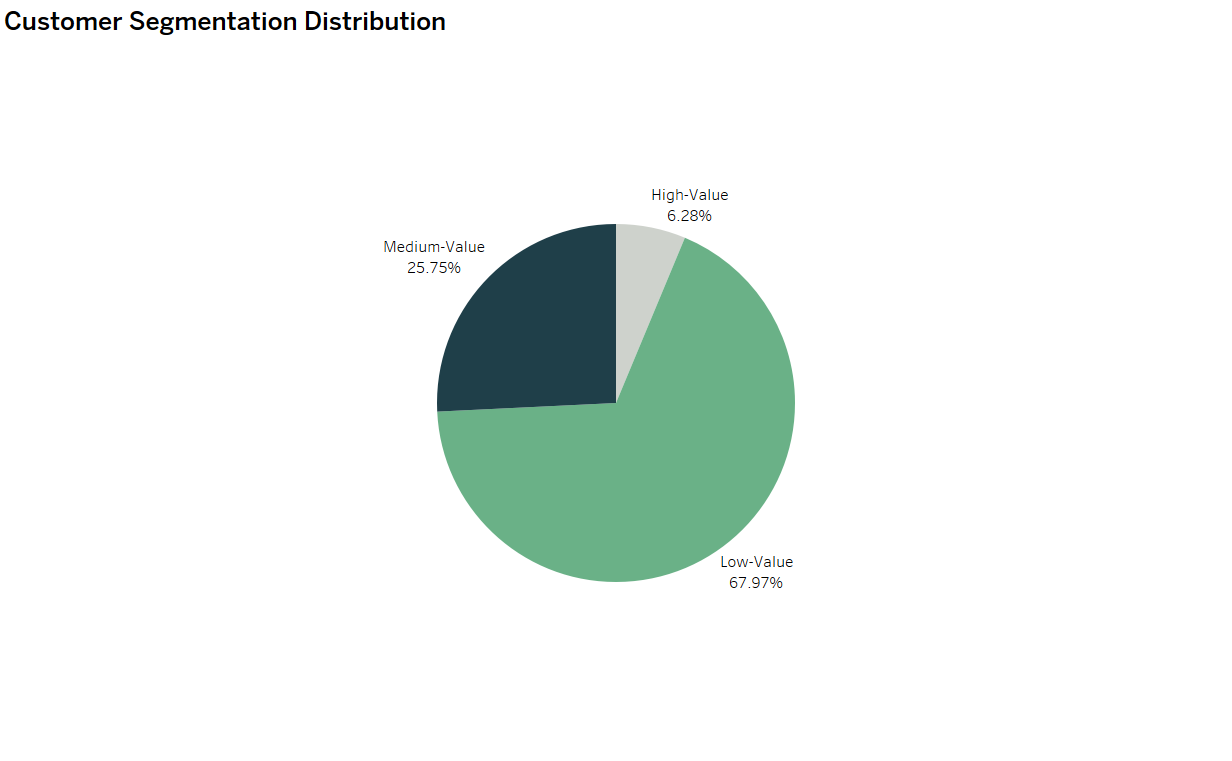 Customer Segmentation Distribution
High-Value
6.28%
Medium-Value
25.75%
Low-Value
67.97%